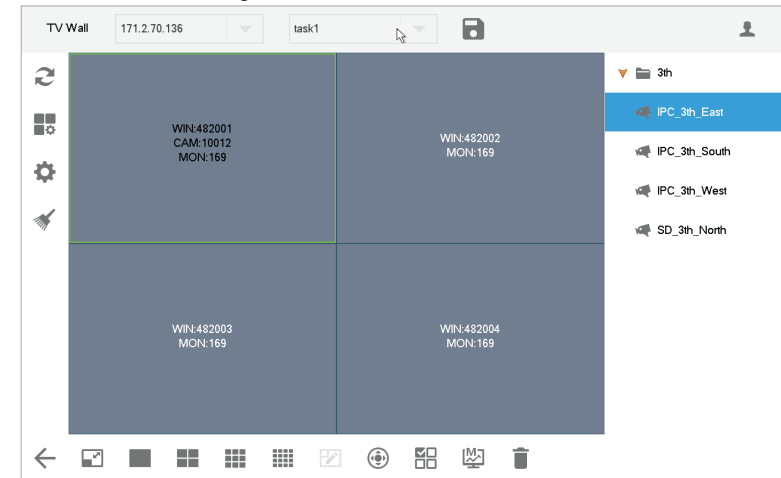 TV Wall 171.2.70.136 task1
3th
IPC_3th_East
IPC_3th_South
IPC_3th_West
SD_3th_North
WIN:482001
CAM:10012
MON:169
WIN:482002
MON:169
WIN:482003
MON:169
WIN:482004
MON:169
M